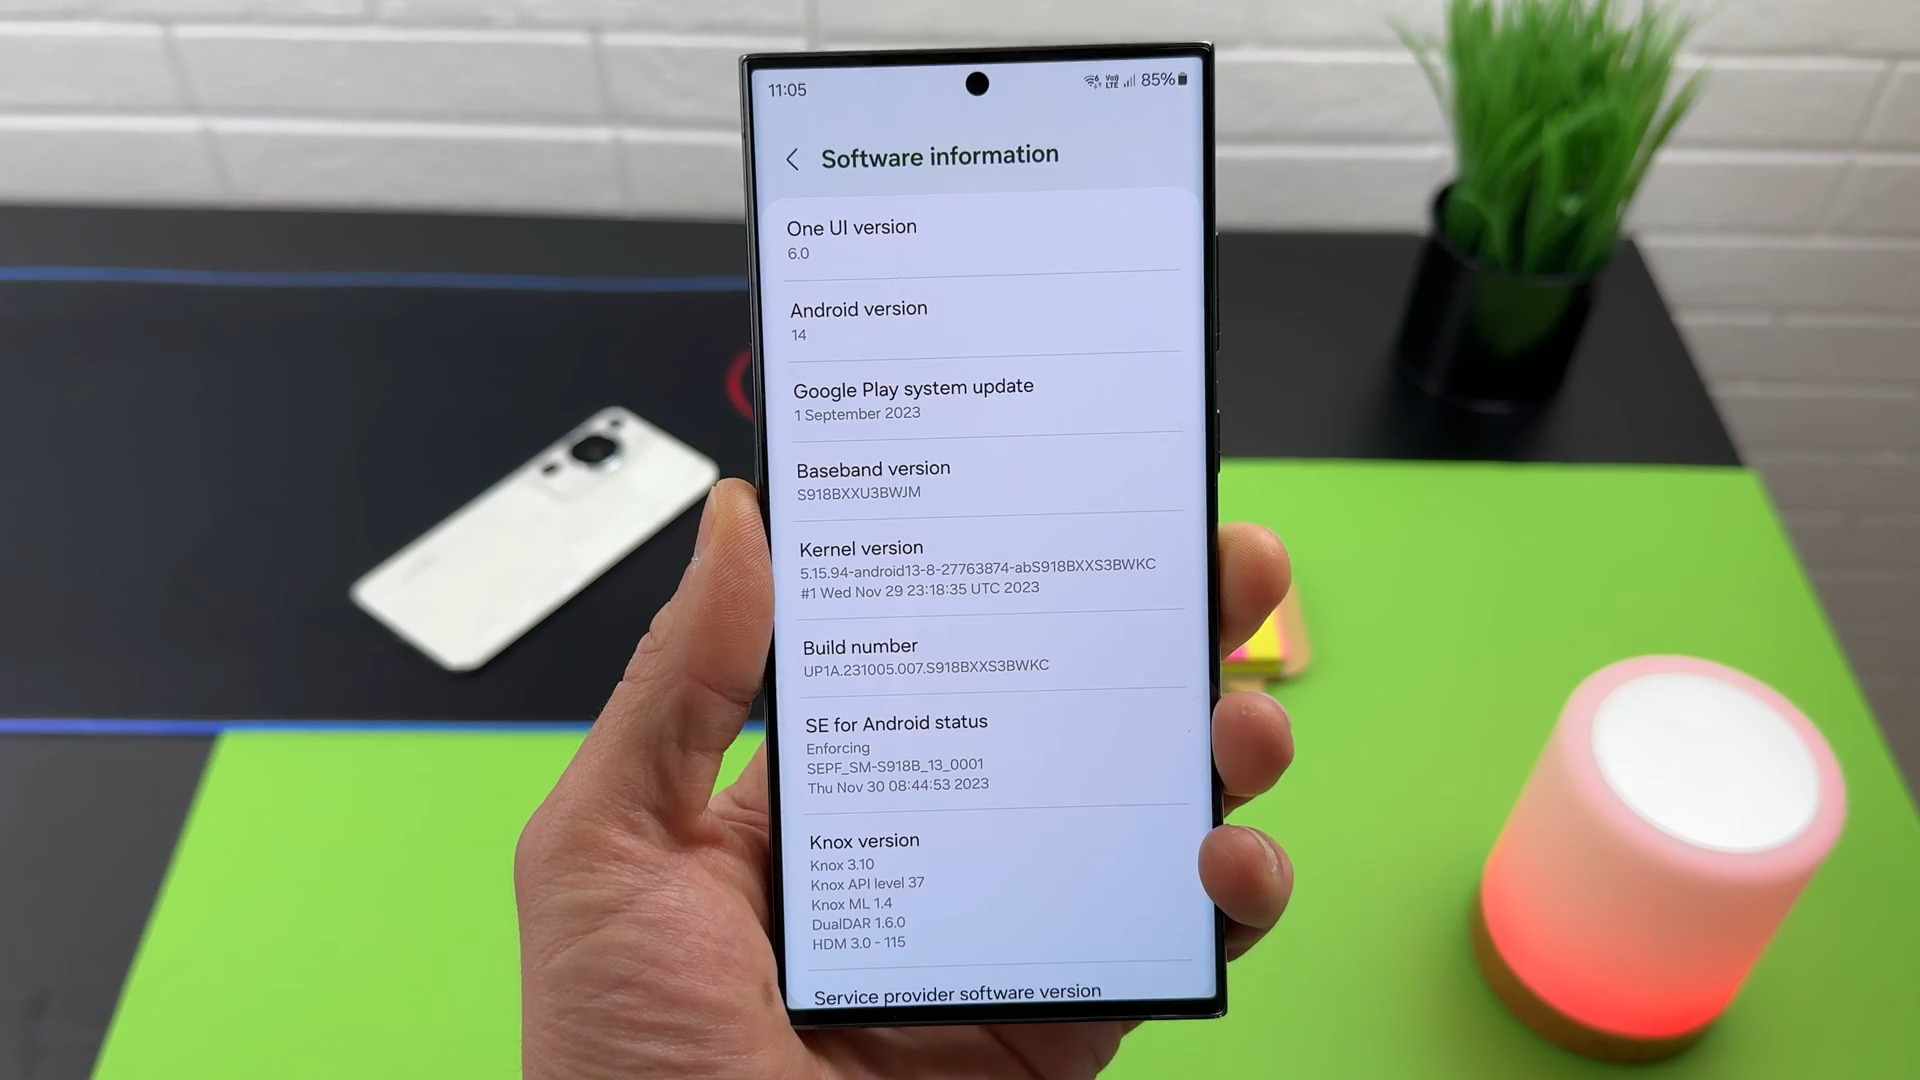 11:05
Vo)) LTE 85%
Software information
One UI version
6.0
Android version
14
Google Play system update
1 September 2023
Baseband version
S918BXXU3BWJM
Kernel version
5.15.94-android13-8-27763874-abS918BXXS3BWKC
#1 Wed Nov 29 23:18:35 UTC 2023
Build number
UP1A.231005.007.S918BXXS3BWKC
SE for Android status
Enforcing
SEPF_SM-S918B_13_0001
Thu Nov 30 08:44:53 2023
Knox version
Knox 3.10
Knox API level 37
Knox ML 1.4
DualDAR 1.6.0
HDM 3.0 - 115
Service provider software version